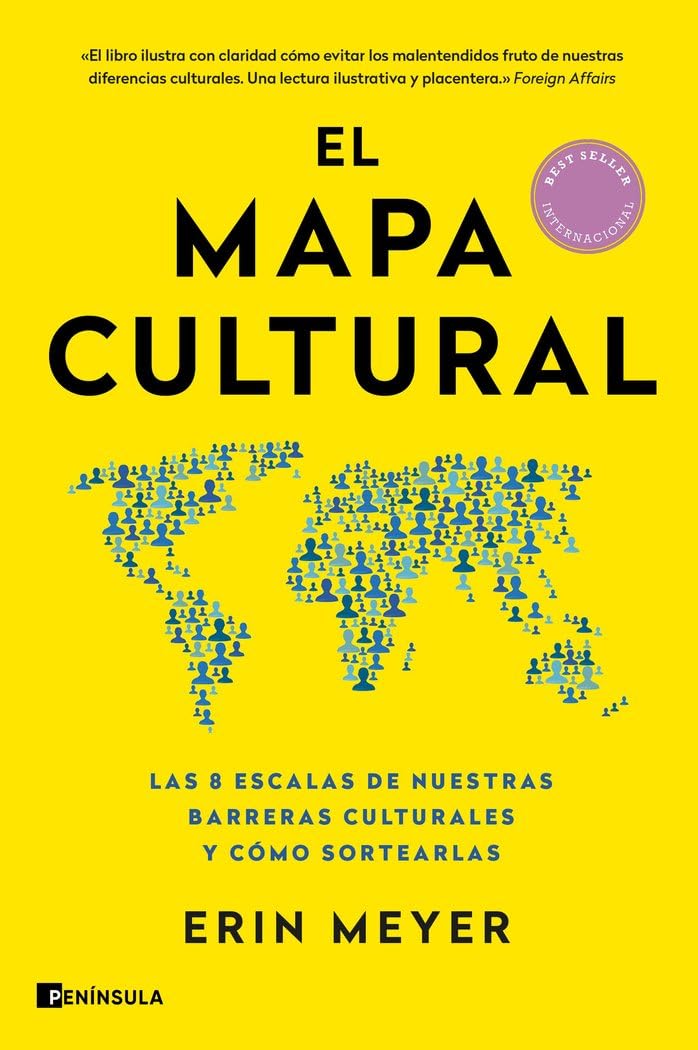 «El libro ilustra con claridad cómo evitar los malentendidos fruto de nuestras
diferencias culturales. Una lectura ilustrativa y placentera.» Foreign Affairs
EL
MAPA
CULTURAL
BEST SELLER
INTERNACIONAL
LAS 8 ESCALAS DE NUESTRAS
BARRERAS CULTURALES
Y CÓMO SORTEARLAS
ERIN MEYER
PENÍNSULA